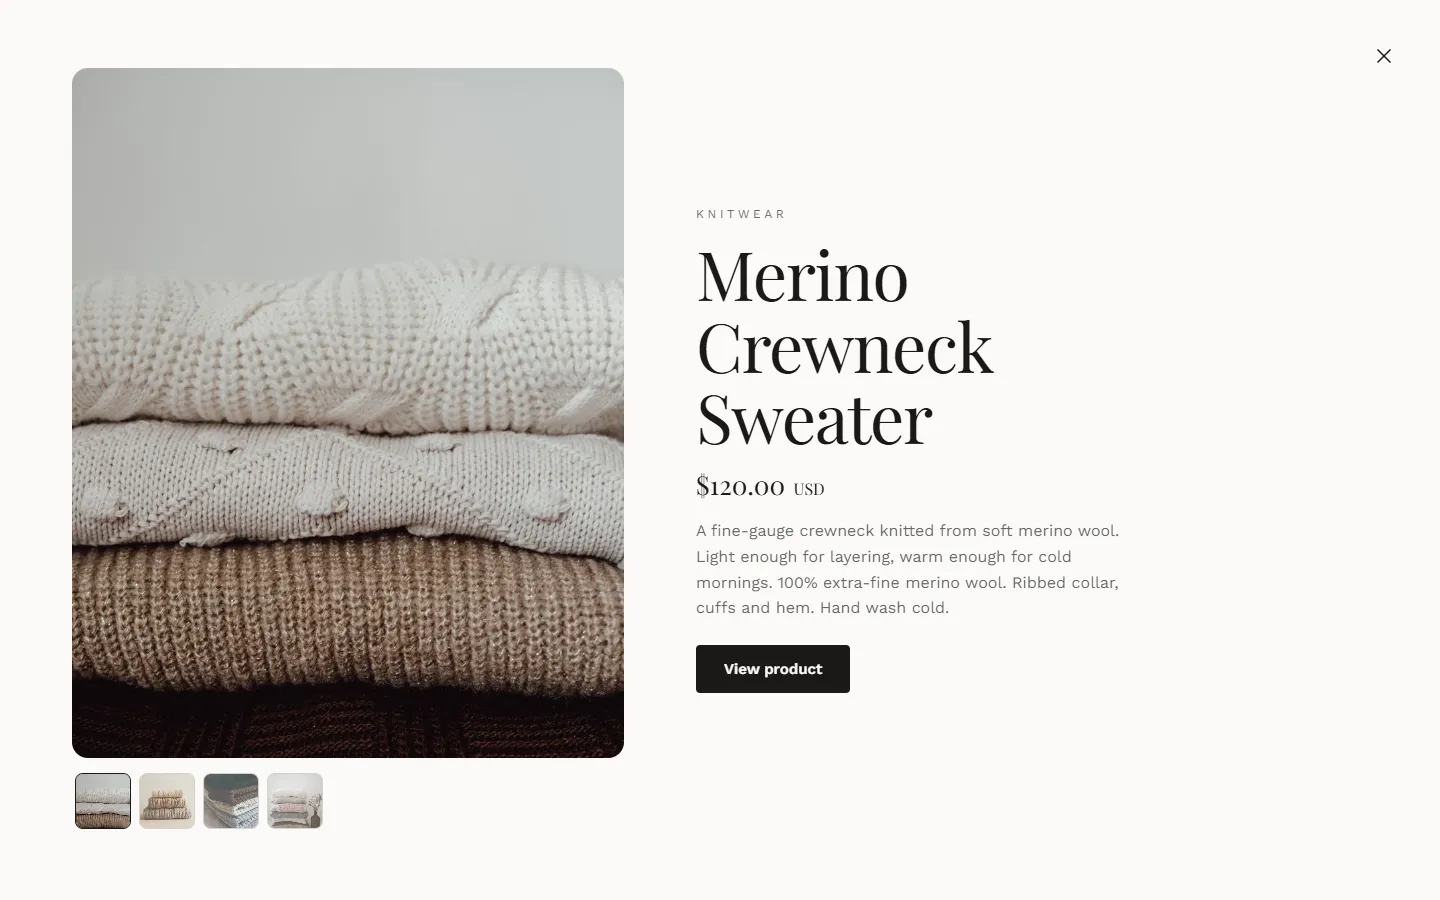 KNITWEAR
Merino
Crewneck
Sweater
$120.00 USD
A fine-gauge crewneck knitted from soft merino wool.
Light enough for layering, warm enough for cold
mornings. 100% extra-fine merino wool. Ribbed collar,
cuffs and hem. Hand wash cold.
View product